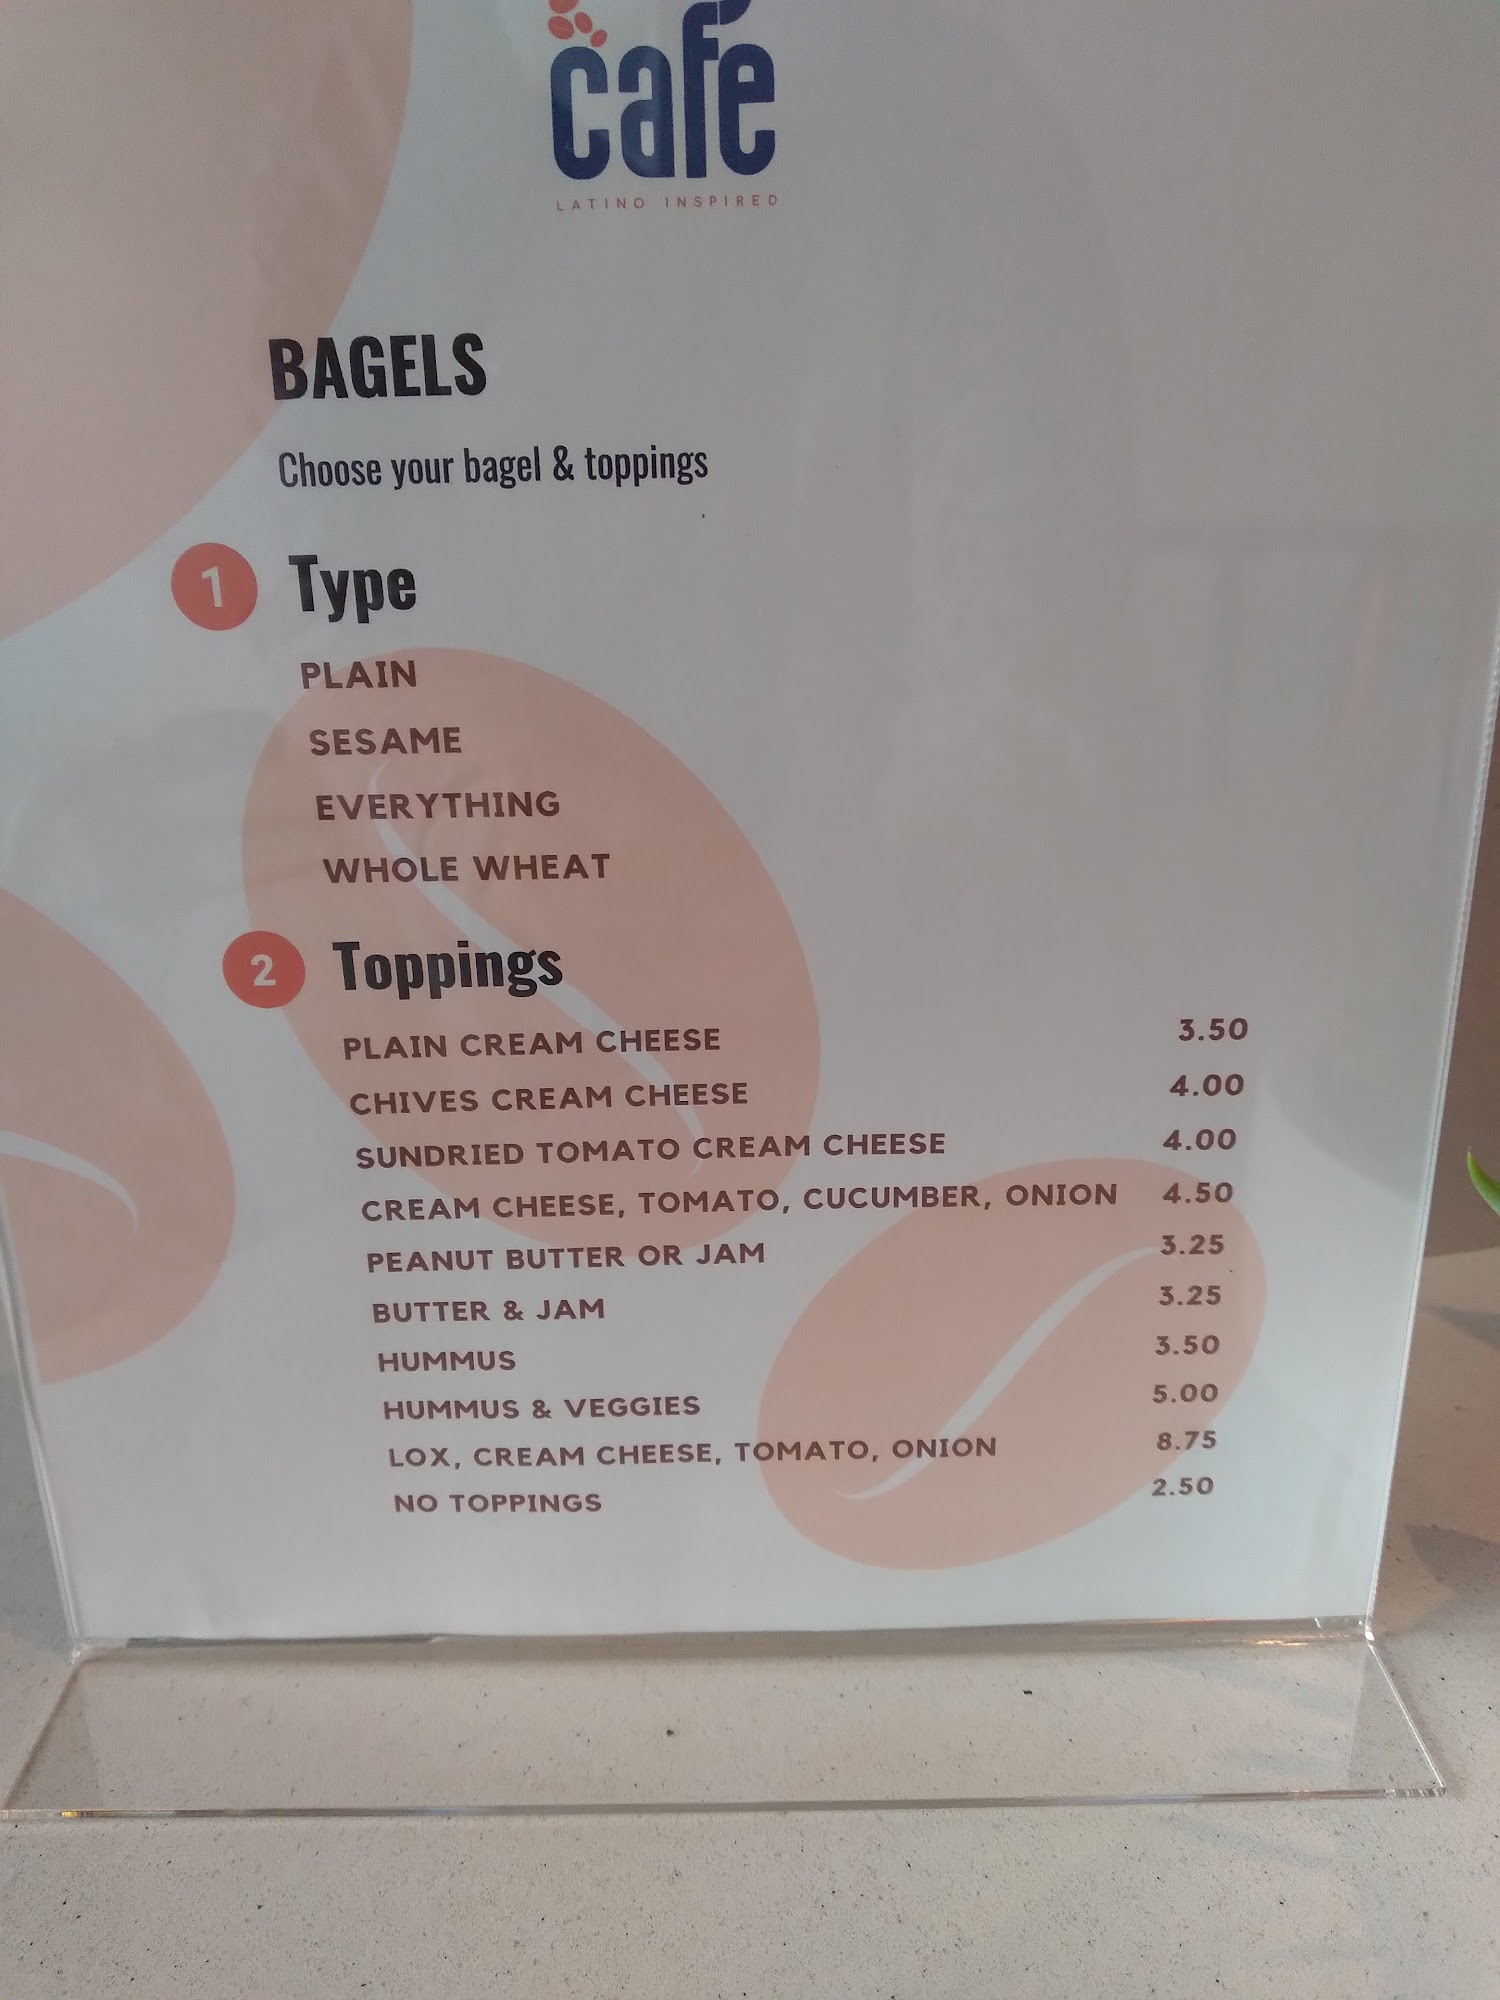 café
LATINO INSPIRED
BAGELS
Choose your bagel & toppings
1 Type
PLAIN
SESAME
EVERYTHING
WHOLE WHEAT
2 Toppings
PLAIN CREAM CHEESE 3.50
CHIVES CREAM CHEESE 4.00
SUNDRIED TOMATO CREAM CHEESE 4.00
CREAM CHEESE, TOMATO, CUCUMBER, ONION 4.50
PEANUT BUTTER OR JAM 3.25
BUTTER & JAM 3.25
HUMMUS 3.50
HUMMUS & VEGGIES 5.00
LOX, CREAM CHEESE, TOMATO, ONION 8.75
NO TOPPINGS 2.50